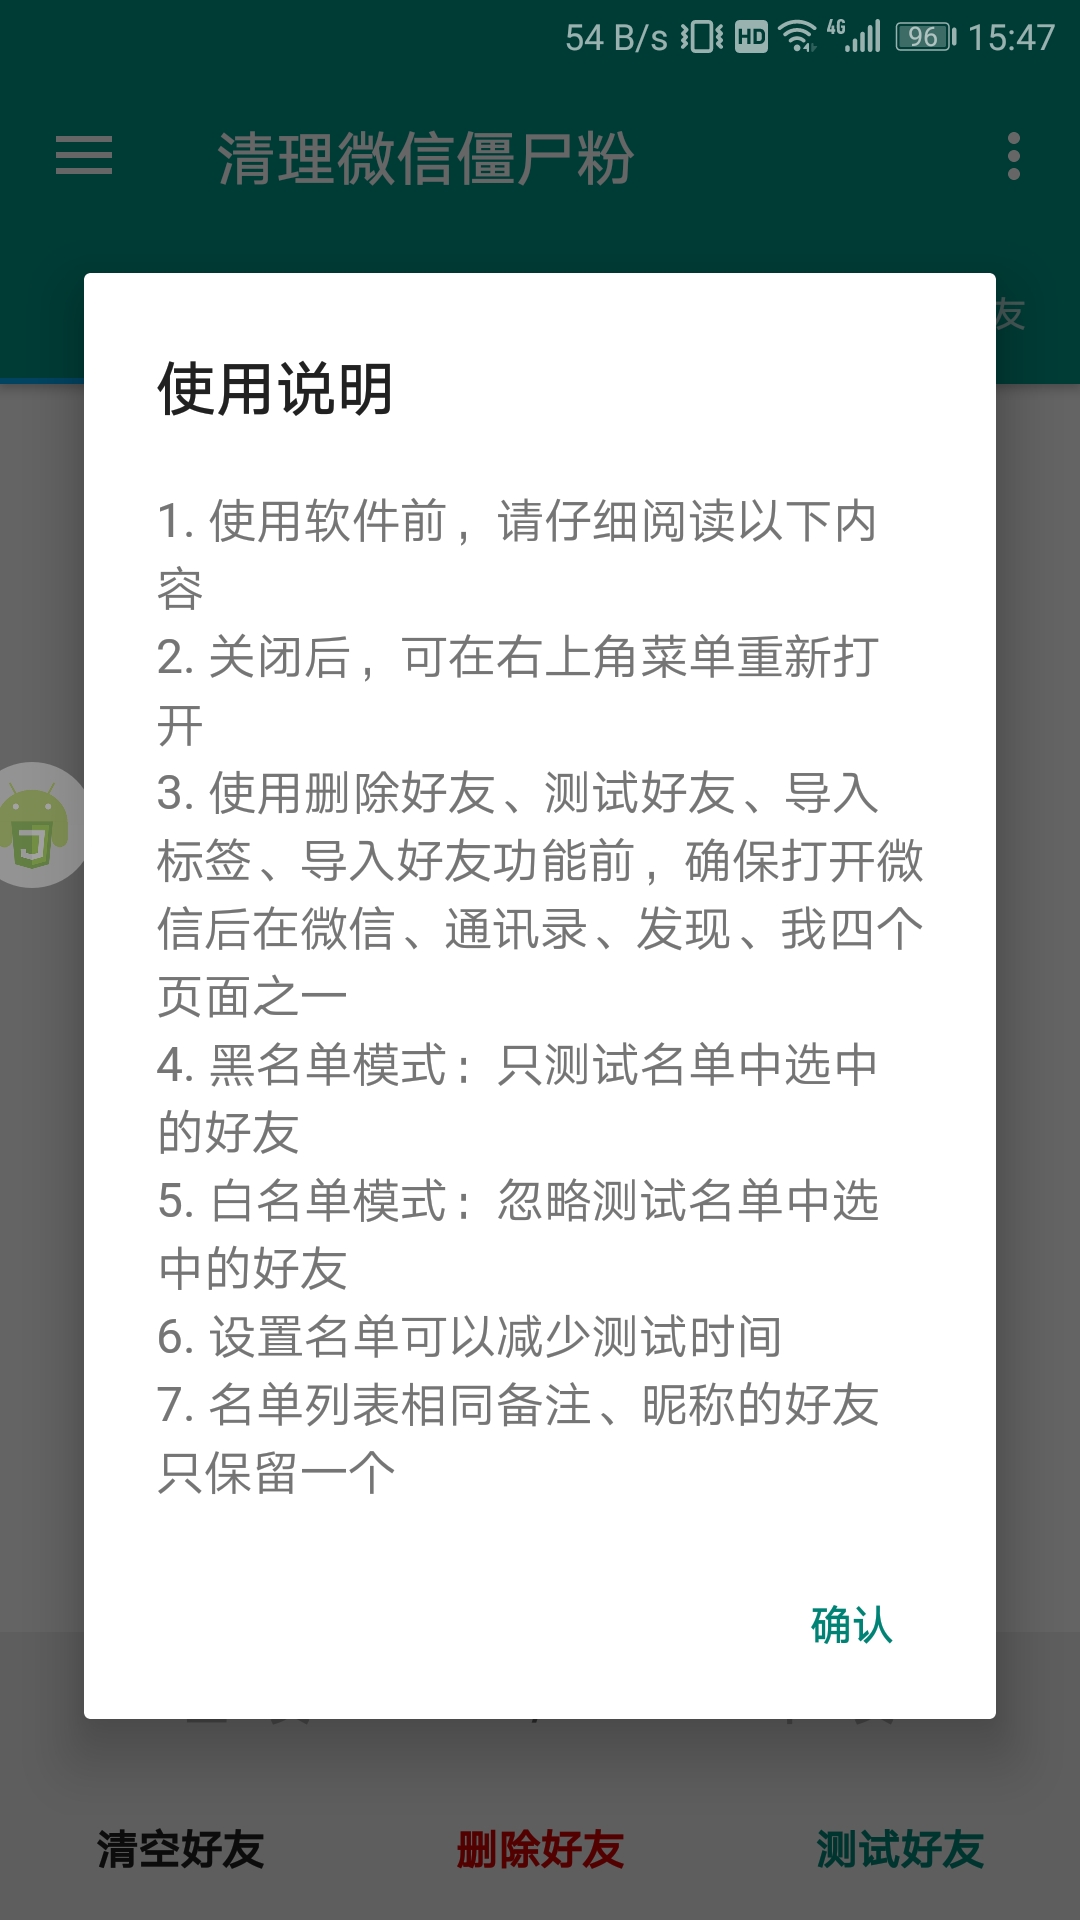 54 B/s HD 4G 96 15:47
清理微信僵尸粉
友
使用说明
1. 使用软件前，请仔细阅读以下内
容
2. 关闭后，可在右上角菜单重新打
开
3. 使用删除好友、测试好友、导入
标签、导入好友功能前，确保打开微
信后在微信、通讯录、发现、我四个
页面之一
4. 黑名单模式：只测试名单中选中
的好友
5. 白名单模式：忽略测试名单中选
中的好友
6. 设置名单可以减少测试时间
7. 名单列表相同备注、昵称的好友
只保留一个
确认
清空好友 删除好友 测试好友